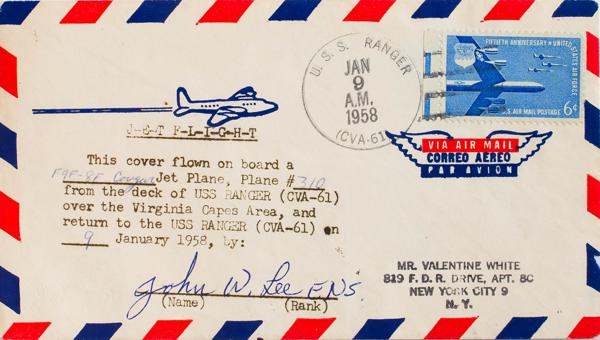 U.S.S. RANGER
JAN
9
A.M.
1958
(CVA-61)
FIFTIETH ANNIVERSARY • UNITED STATES AIR FORCE
U.S. AIR MAIL POSTAGE 6¢
VIA AIR MAIL
CORREO AEREO
PAR AVION
J-E-T F-L-I-G-H-T
This cover flown on board a
F9F-8F Cougar Jet Plane, Plane #310
from the deck of USS RANGER (CVA-61)
over the Virginia Capes Area, and
return to the USS RANGER (CVA-61) on
9 January 1958, by:
John W. Lee ENS.
(Name) (Rank)
MR. VALENTINE WHITE
819 F. D. R. DRIVE, APT. 8C
NEW YORK CITY 9
N. Y.